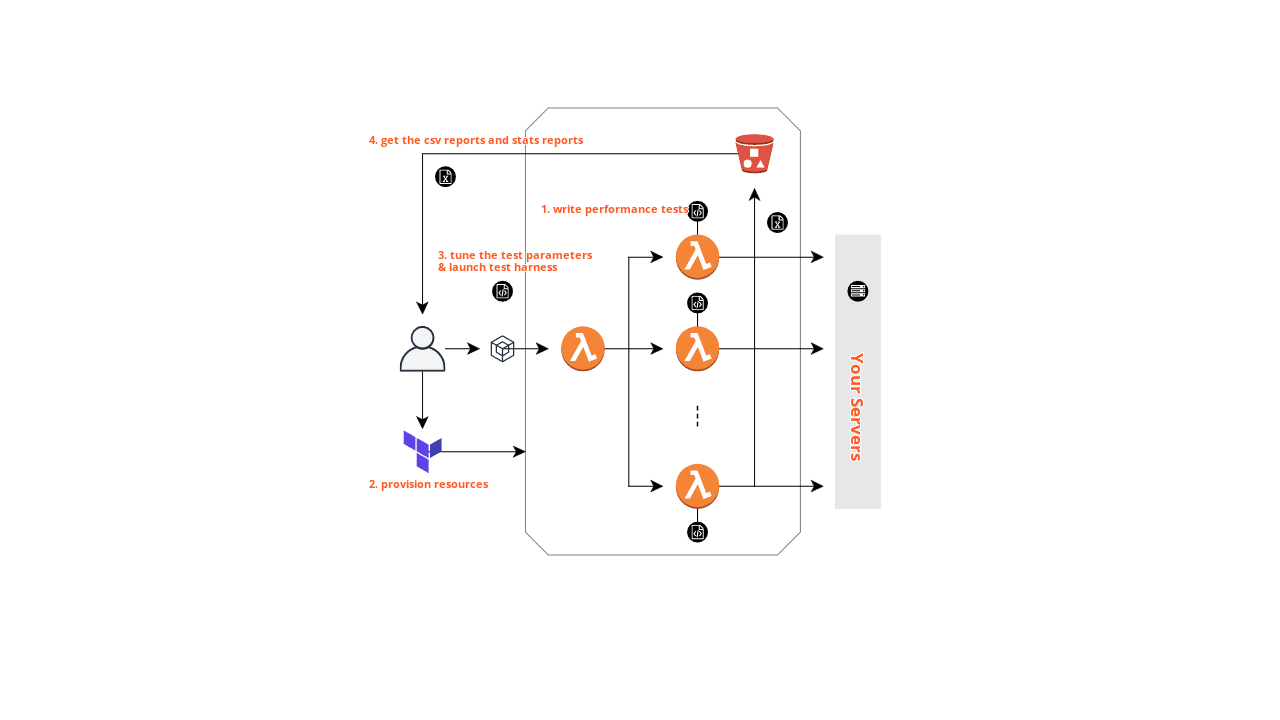 4. get the csv reports and stats reports
1. write performance tests
3. tune the test parameters
& launch test harness
Your Servers
2. provision resources